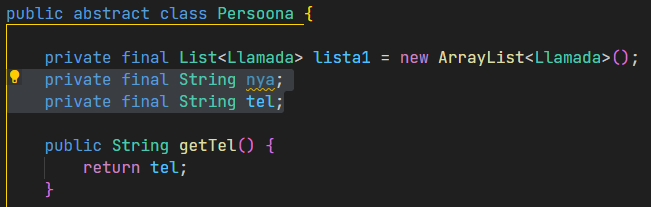 public abstract class Persoona {
private final List<Llamada> lista1 = new ArrayList<Llamada>();
private final String nya;
private final String tel;
public String getTel() {
return tel;
}